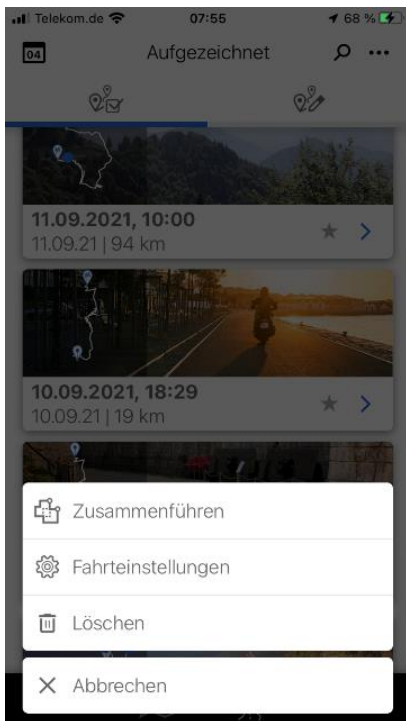 Telekom.de 07:55 68 %
04 Aufgezeichnet
11.09.2021, 10:00
11.09.21 | 94 km
10.09.2021, 18:29
10.09.21 | 19 km
Zusammenführen
Fahrteinstellungen
Löschen
Abbrechen